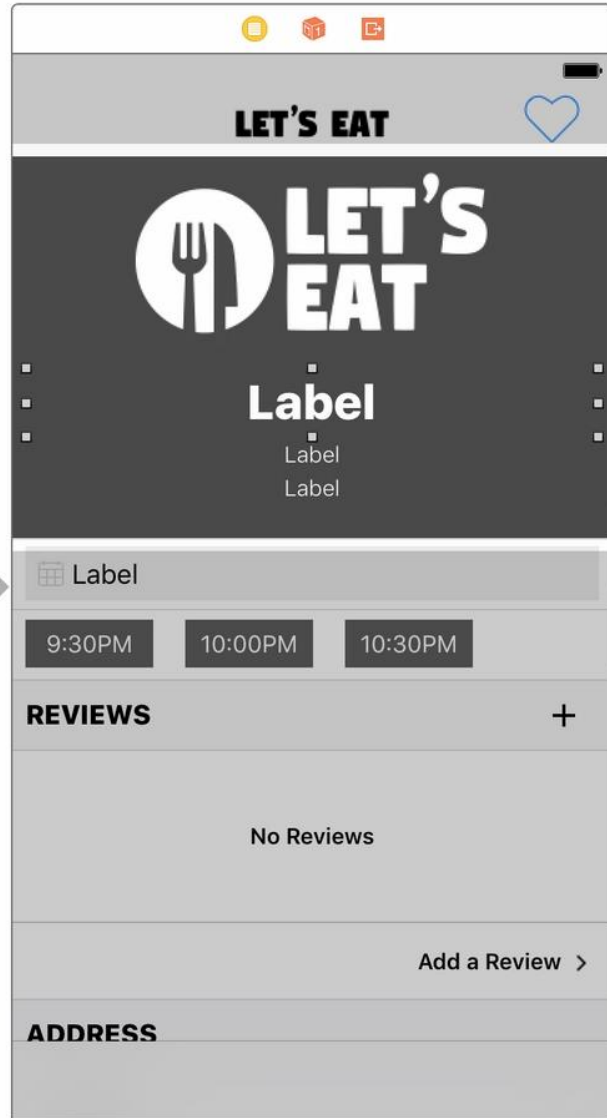 LET'S EAT
LET'S
EAT
Label
Label
Label
Label
9:30PM 10:00PM 10:30PM
REVIEWS +
No Reviews
Add a Review >
ADDRESS